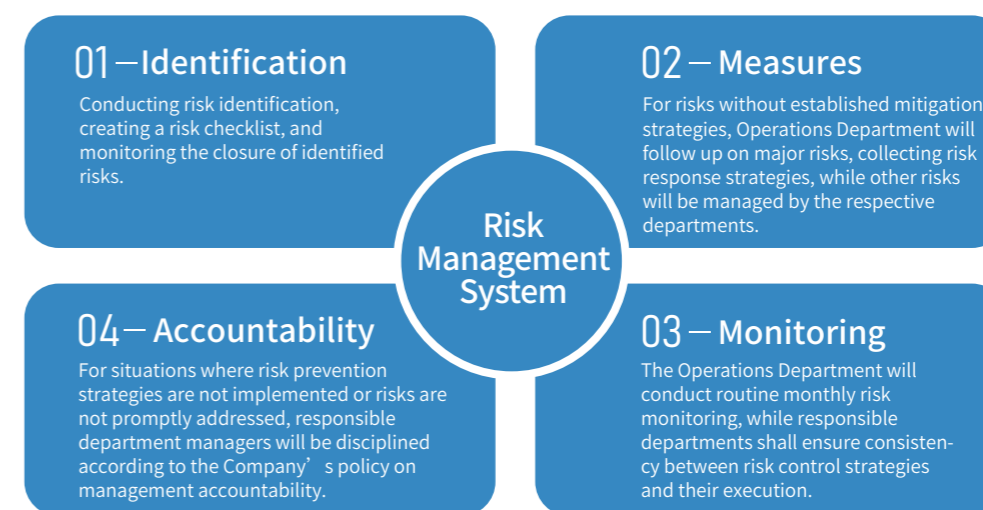 01 — Identification
Conducting risk identification,
creating a risk checklist, and
monitoring the closure of identified
risks.
02 — Measures
For risks without established mitigation
strategies, Operations Department will
follow up on major risks, collecting risk
response strategies, while other risks
will be managed by the respective
departments.
Risk
Management
System
03 — Monitoring
The Operations Department will
conduct routine monthly risk
monitoring, while responsible
departments shall ensure consisten-
cy between risk control strategies
and their execution.
04 — Accountability
For situations where risk prevention
strategies are not implemented or risks are
not promptly addressed, responsible
department managers will be disciplined
according to the Company’s policy on
management accountability.